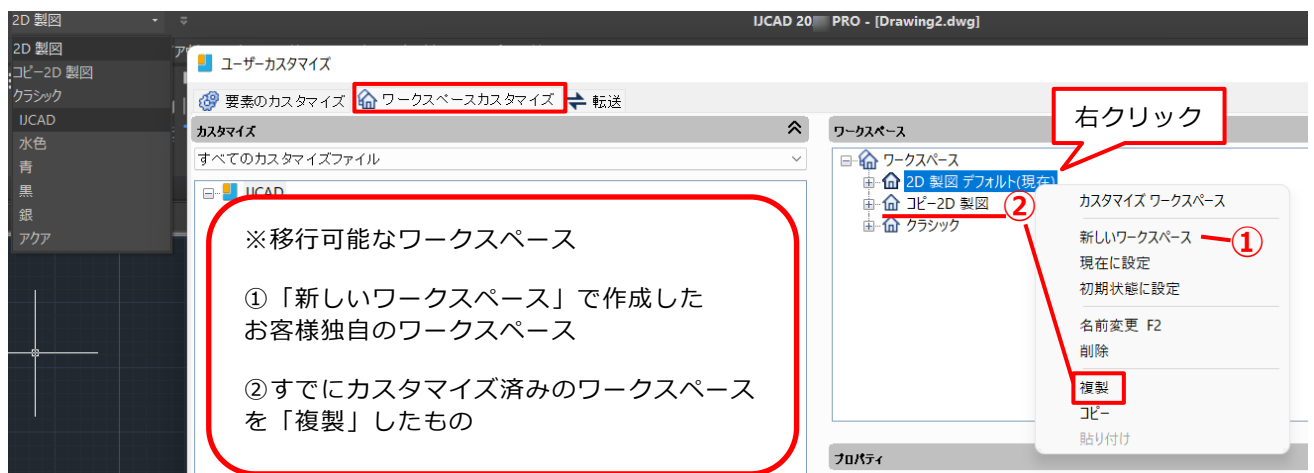 2D 製図
IJCAD 20 PRO - [Drawing2.dwg]
2D 製図
コピー2D 製図
クラシック
IJCAD
水色
青
黒
銀
アクア
ユーザーカスタマイズ
要素のカスタマイズ
ワークスペースカスタマイズ
転送
カスタマイズ
すべてのカスタマイズファイル
IJCAD
※移行可能なワークスペース
①「新しいワークスペース」で作成した
お客様独自のワークスペース
②すでにカスタマイズ済みのワークスペース
を「複製」したもの
右クリック
ワークスペース
ワークスペース
2D 製図 デフォルト(現在)
コピー2D 製図
クラシック
②
カスタマイズ ワークスペース
新しいワークスペース
①
現在に設定
初期状態に設定
名前変更 F2
削除
複製
コピー
貼り付け
プロパティ